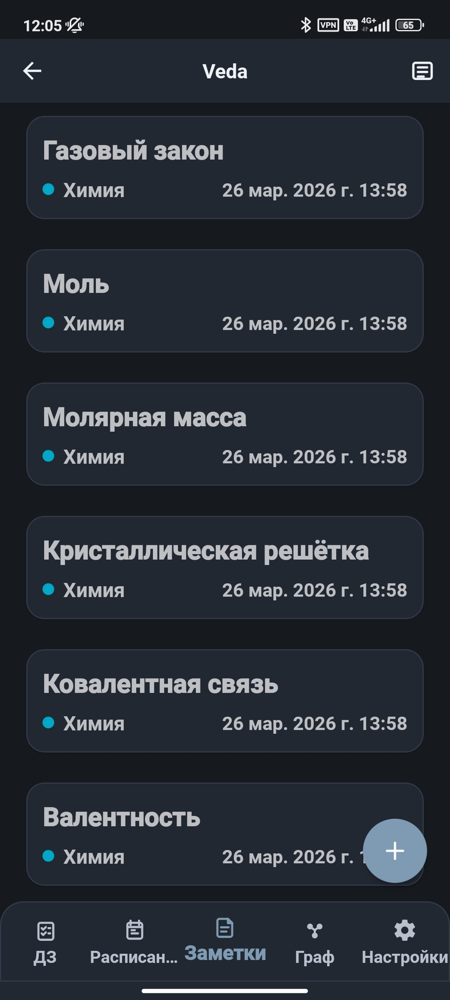 12:05 VPN Vo LTE 4G+ 65
Veda
Газовый закон
Химия 26 мар. 2026 г. 13:58
Моль
Химия 26 мар. 2026 г. 13:58
Молярная масса
Химия 26 мар. 2026 г. 13:58
Кристаллическая решётка
Химия 26 мар. 2026 г. 13:58
Ковалентная связь
Химия 26 мар. 2026 г. 13:58
Валентность
Химия 26 мар. 2026 г.
ДЗ Расписан... Заметки Граф Настройки